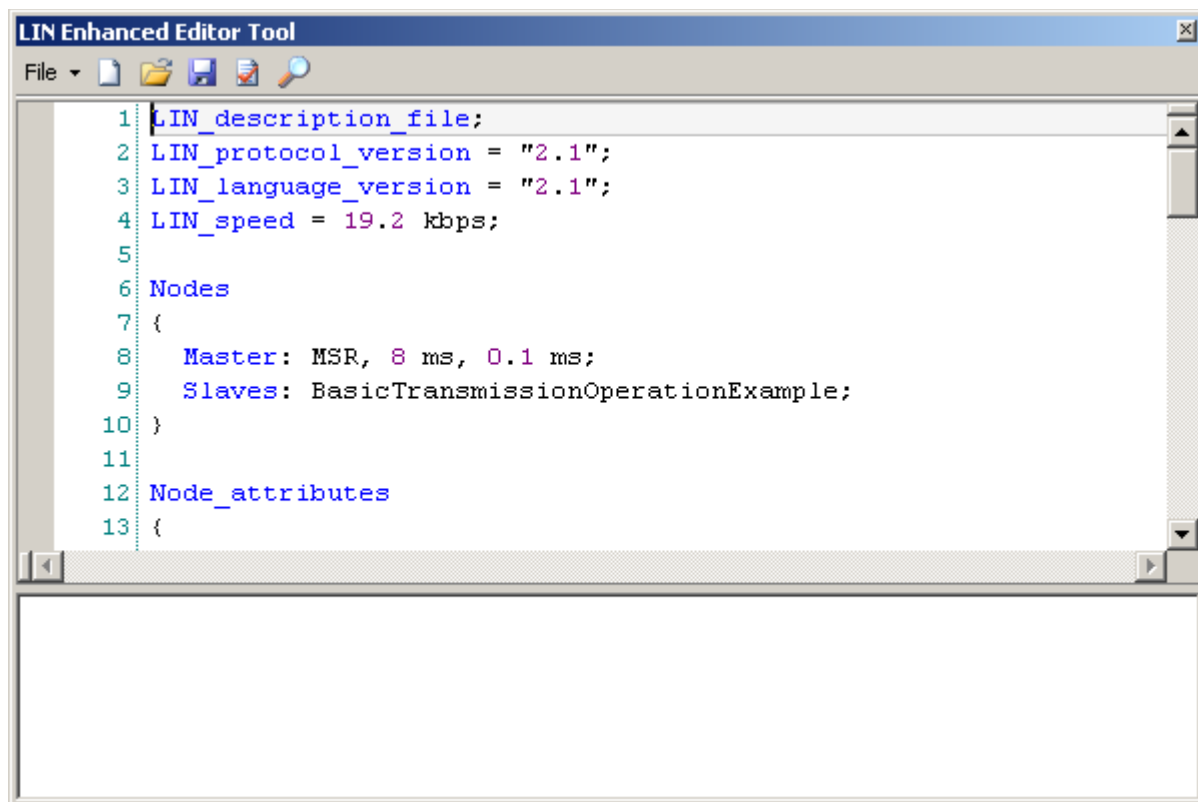 LIN Enhanced Editor Tool
File
1 LIN_description_file;
2 LIN_protocol_version = "2.1";
3 LIN_language_version = "2.1";
4 LIN_speed = 19.2 kbps;
5
6 Nodes
7 {
8   Master: MSR, 8 ms, 0.1 ms;
9   Slaves: BasicTransmissionOperationExample;
10 }
11
12 Node_attributes
13 {